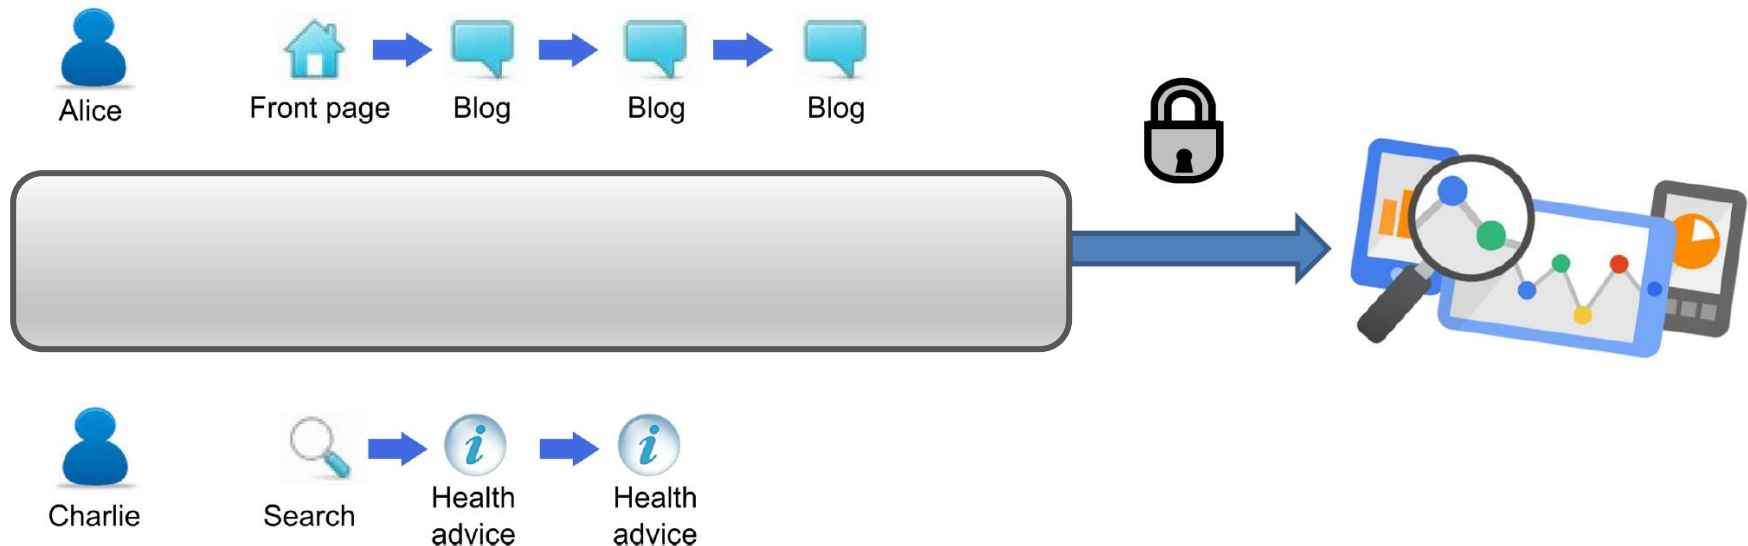 Alice
Front page
Blog
Blog
Blog
Charlie
Search
Health
advice
Health
advice